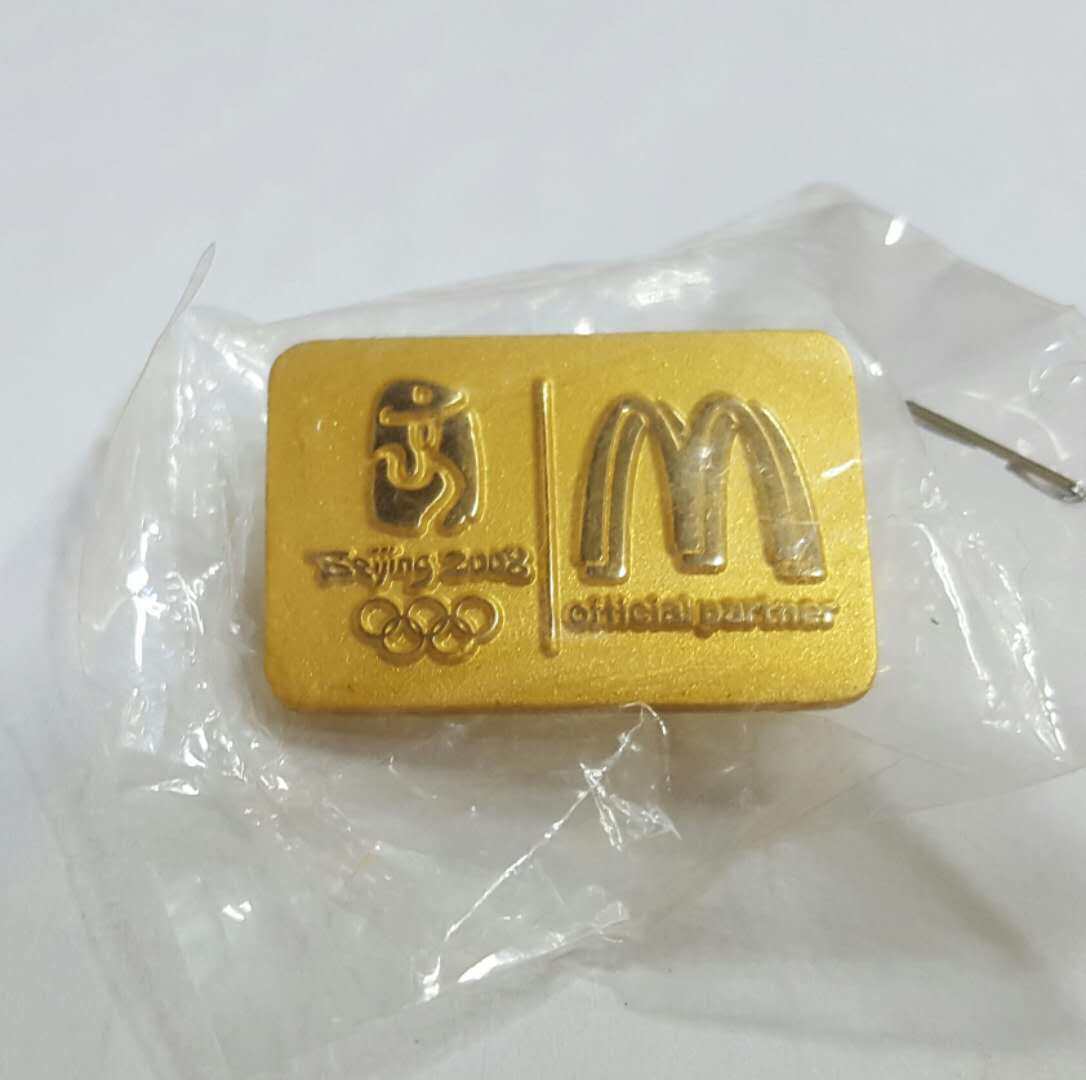 Beijing 2008
M
official partner